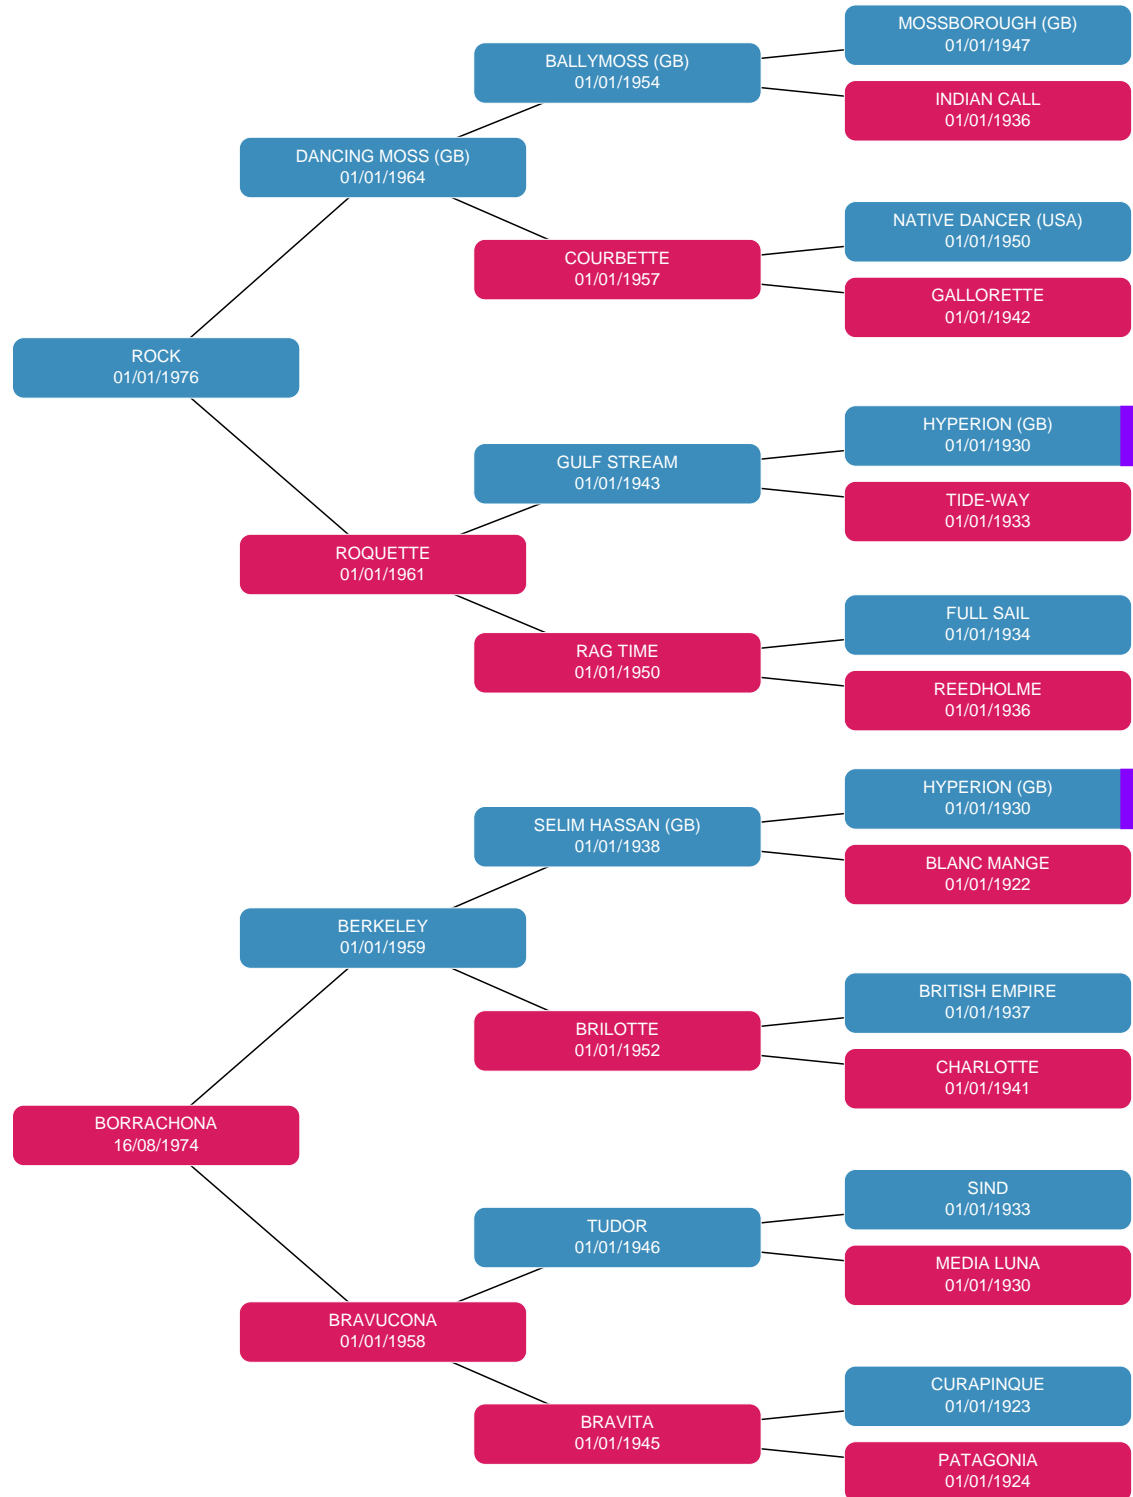 MOSSBOROUGH (GB)
01/01/1947
BALLYMOSS (GB)
01/01/1954
INDIAN CALL
01/01/1936
DANCING MOSS (GB)
01/01/1964
NATIVE DANCER (USA)
01/01/1950
COURBETTE
01/01/1957
GALLORETTE
01/01/1942
ROCK
01/01/1976
HYPERION (GB)
01/01/1930
GULF STREAM
01/01/1943
TIDE-WAY
01/01/1933
ROQUETTE
01/01/1961
FULL SAIL
01/01/1934
RAG TIME
01/01/1950
REEDHOLME
01/01/1936
HYPERION (GB)
01/01/1930
SELIM HASSAN (GB)
01/01/1938
BLANC MANGE
01/01/1922
BERKELEY
01/01/1959
BRITISH EMPIRE
01/01/1937
BRILOTTE
01/01/1952
CHARLOTTE
01/01/1941
BORRACHONA
16/08/1974
SIND
01/01/1933
TUDOR
01/01/1946
MEDIA LUNA
01/01/1930
BRAVUCONA
01/01/1958
CURAPINQUE
01/01/1923
BRAVITA
01/01/1945
PATAGONIA
01/01/1924